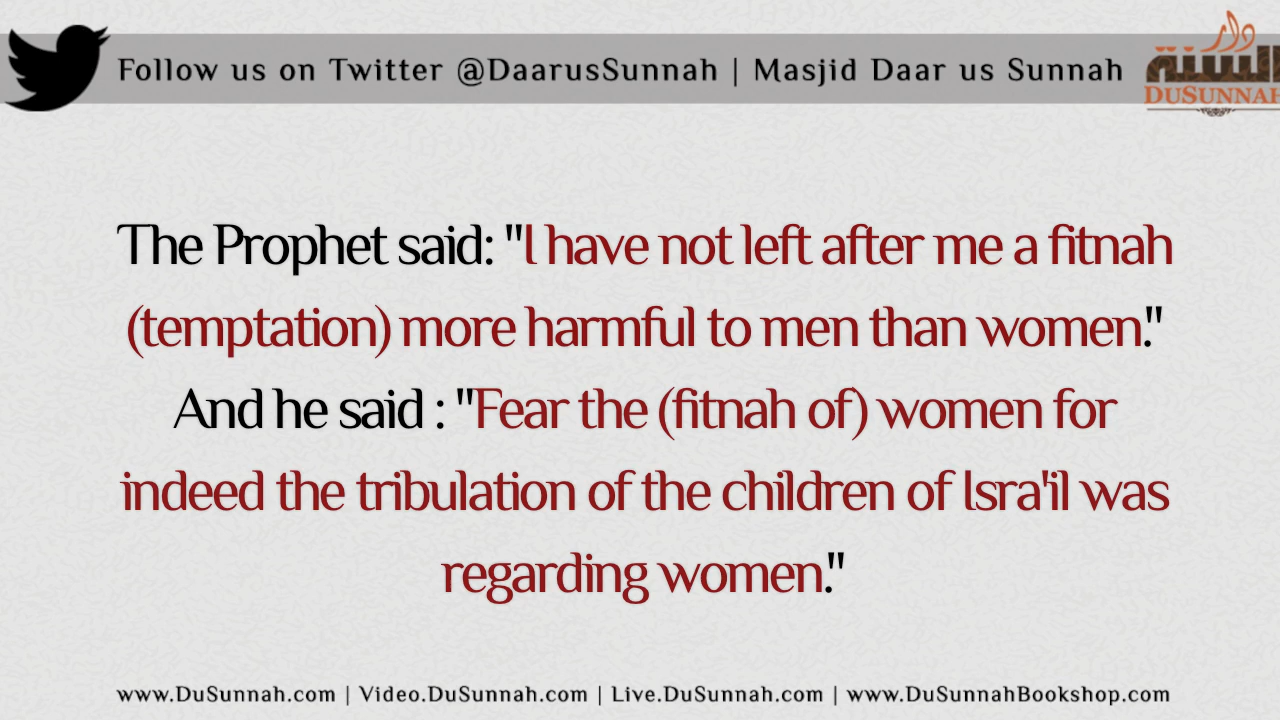 Follow us on Twitter @DaarusSunnah | Masjid Daar us Sunnah
دار
السنة
DUSUNNAH
The Prophet said: "I have not left after me a fitnah
(temptation) more harmful to men than women."
And he said : "Fear the (fitnah of) women for
indeed the tribulation of the children of Isra'il was
regarding women."
www.DuSunnah.com | Video.DuSunnah.com | Live.DuSunnah.com | www.DuSunnahBookshop.com